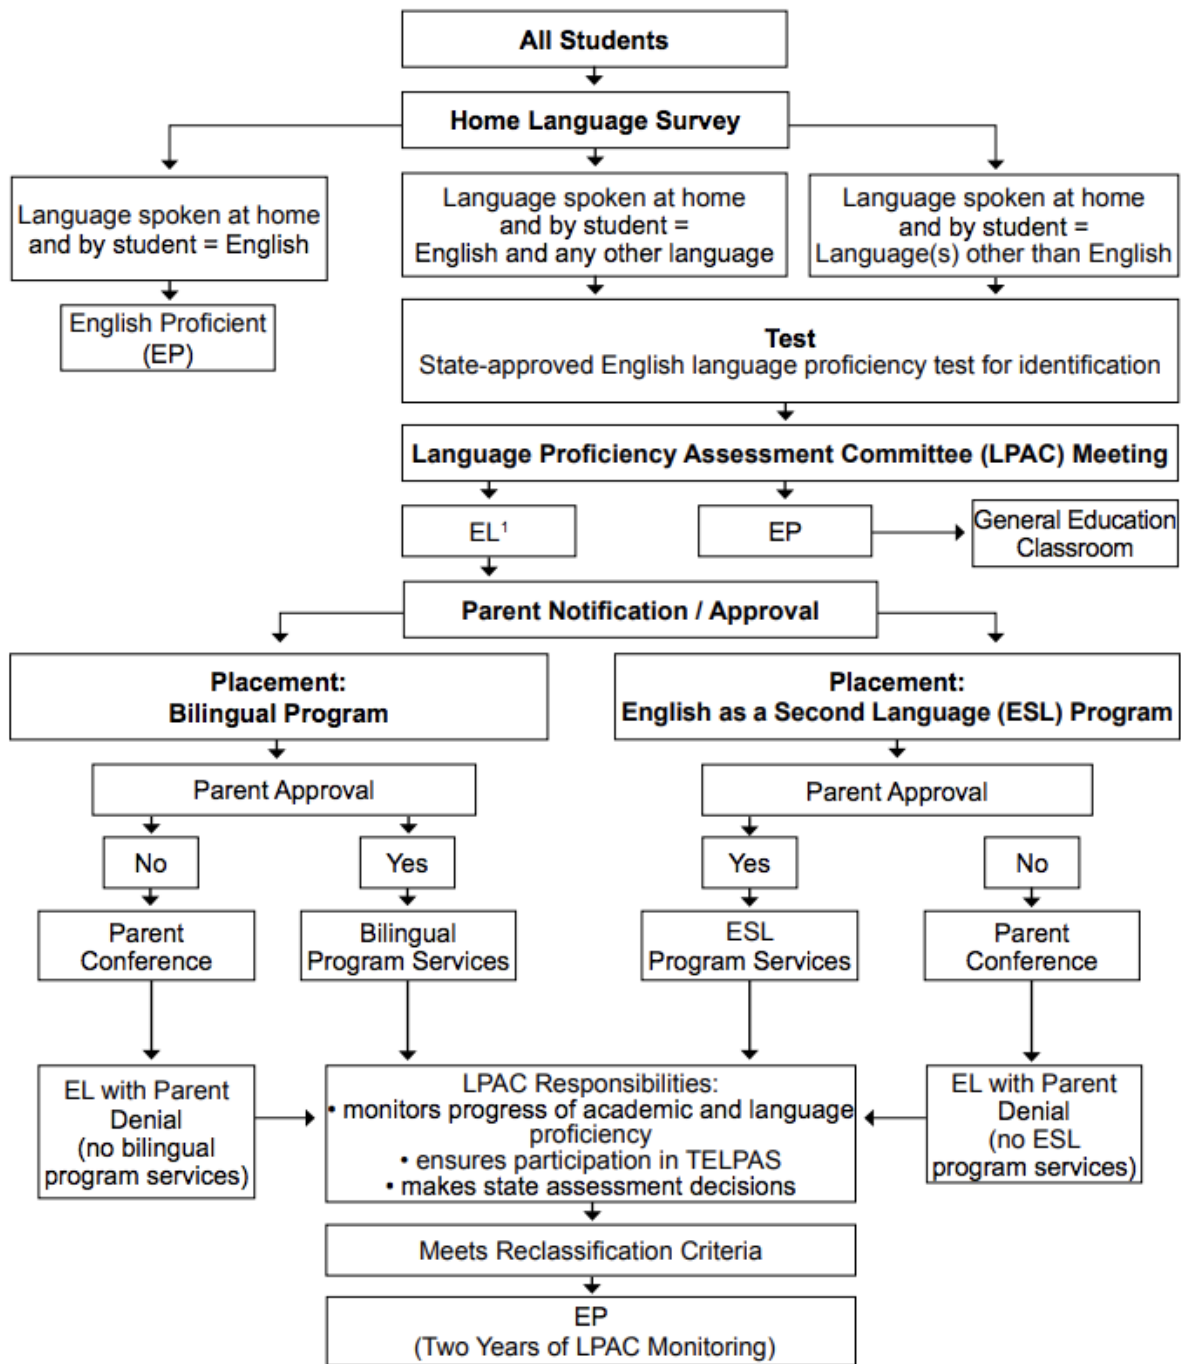 All Students
Home Language Survey
Language spoken at home
and by student = English
Language spoken at home
and by student =
English and any other language
Language spoken at home
and by student =
Language(s) other than English
English Proficient
(EP)
Test
State-approved English language proficiency test for identification
Language Proficiency Assessment Committee (LPAC) Meeting
EL¹
EP
General Education
Classroom
Parent Notification / Approval
Placement:
Bilingual Program
Placement:
English as a Second Language (ESL) Program
Parent Approval
Parent Approval
No
Yes
Yes
No
Parent
Conference
Bilingual
Program Services
ESL
Program Services
Parent
Conference
EL with Parent
Denial
(no bilingual
program services)
LPAC Responsibilities:
• monitors progress of academic and language
proficiency
• ensures participation in TELPAS
• makes state assessment decisions
EL with Parent
Denial
(no ESL
program services)
Meets Reclassification Criteria
EP
(Two Years of LPAC Monitoring)